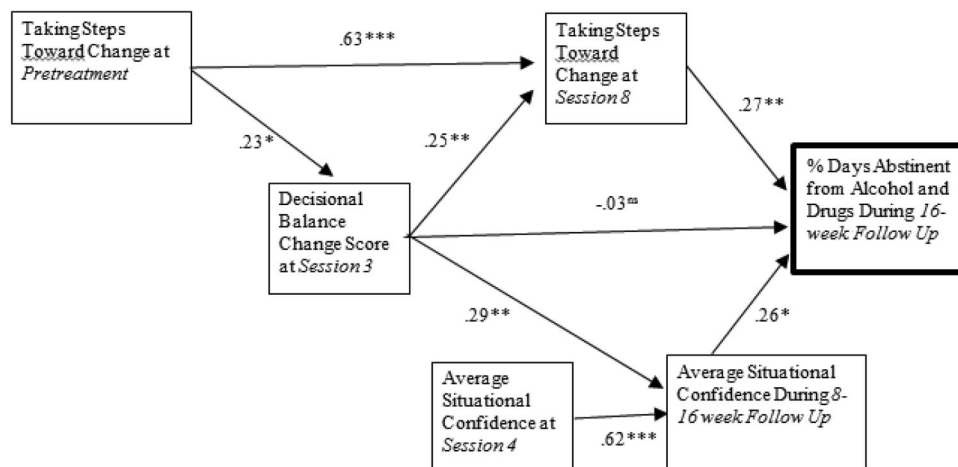 Taking Steps
Toward Change at
Pretreatment
.63***
Taking Steps
Toward
Change at
Session 8
.23*
.25**
.27**
Decisional
Balance
Change Score
at Session 3
-.03ns
% Days Abstinent
from Alcohol and
Drugs During 16-
week Follow Up
.29**
.26*
Average
Situational
Confidence at
Session 4
.62***
Average Situational
Confidence During 8-
16 week Follow Up